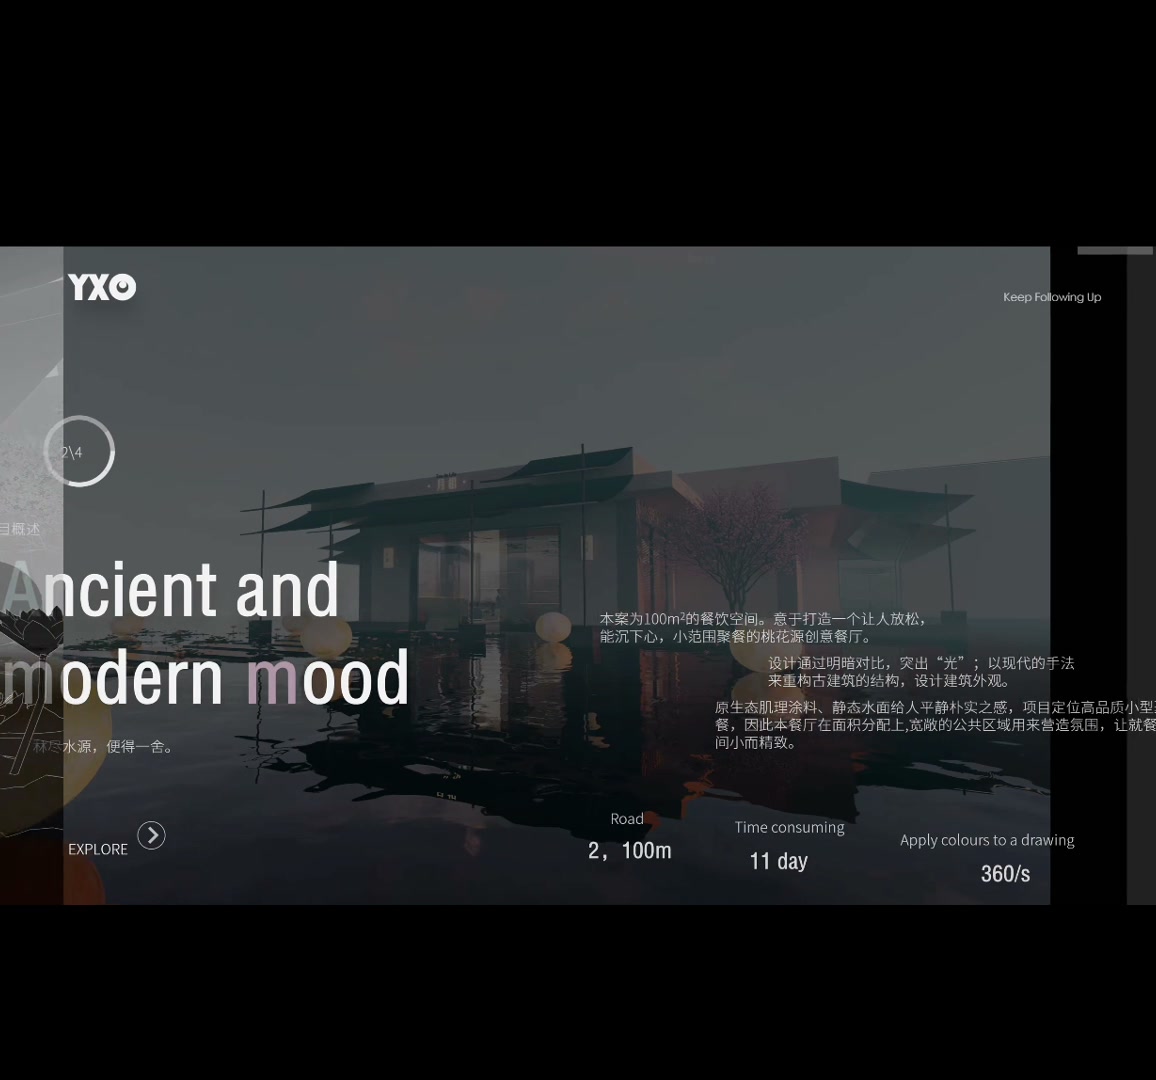 YXO
Keep Following Up
2\4
目概述
Ancient and
modern mood
林尽水源，便得一舍。
EXPLORE
本案为100m²的餐饮空间。意于打造一个让人放松，
能沉下心，小范围聚餐的桃花源创意餐厅。
设计通过明暗对比，突出“光”；以现代的手法
来重构古建筑的结构，设计建筑外观。
原生态肌理涂料、静态水面给人平静朴实之感，项目定位高品质小型
餐，因此本餐厅在面积分配上,宽敞的公共区域用来营造氛围，让就餐
间小而精致。
Road
2，100m
Time consuming
11 day
Apply colours to a drawing
360/s